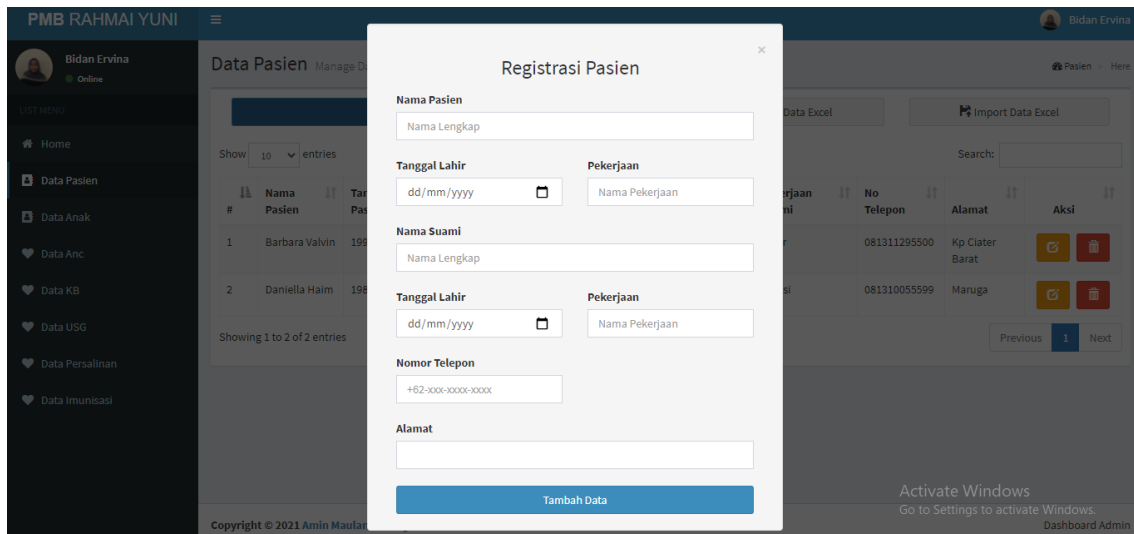 PMB RAHMAI YUNI
Bidan Ervina
Bidan Ervina
Online
LIST MENU
Home
Data Pasien
Data Anak
Data Anc
Data KB
Data USG
Data Persalinan
Data Imunisasi
Data Pasien Manage
Pasien > Here
Data Excel
Import Data Excel
Show 10 entries
Search:
# Nama Pasien
No Telepon Alamat Aksi
1 Barbara Valvin 081311295500 Kp Ciater Barat
2 Daniella Haim 081310055599 Maruga
Showing 1 to 2 of 2 entries
Previous 1 Next
×
Registrasi Pasien
Nama Pasien
Nama Lengkap
Tanggal Lahir Pekerjaan
dd/mm/yyyy Nama Pekerjaan
Nama Suami
Nama Lengkap
Tanggal Lahir Pekerjaan
dd/mm/yyyy Nama Pekerjaan
Nomor Telepon
+62-xxx-xxxx-xxxx
Alamat
Tambah Data
Activate Windows
Go to Settings to activate Windows.
Copyright © 2021 Amin
Dashboard Admin